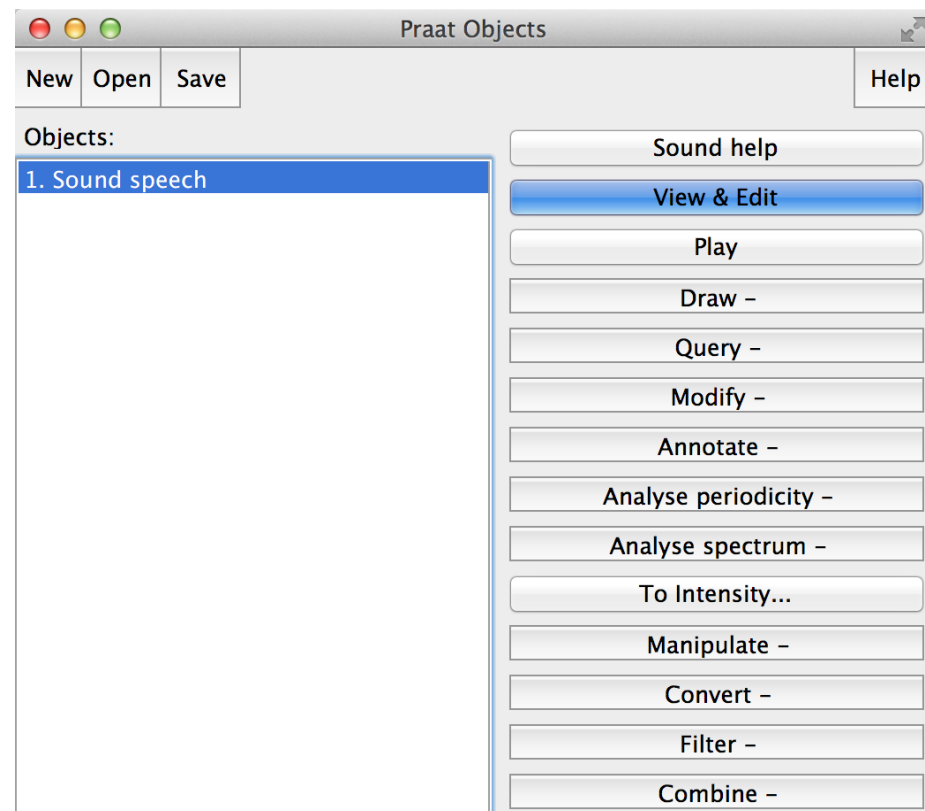 Praat Objects
New Open Save Help
Objects:
1. Sound speech
Sound help
View & Edit
Play
Draw –
Query –
Modify –
Annotate –
Analyse periodicity –
Analyse spectrum –
To Intensity...
Manipulate –
Convert –
Filter –
Combine –